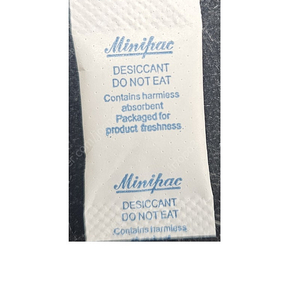 Minipac
DESICCANT
DO NOT EAT
Contains harmless
absorbent
Packaged for
product freshness.
Minipac
DESICCANT
DO NOT EAT
Contains harmless